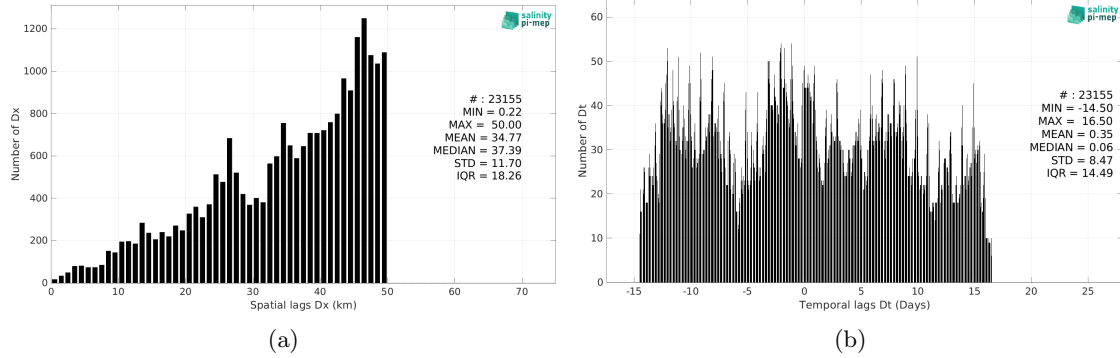 1200
1000
800
600
400
200
0
0
10
20
30
40
50
60
70
Number of Dx
Spatial lags Dx (km)
salinity
pi-mep
# : 23155
MIN = 0.22
MAX = 50.00
MEAN = 34.77
MEDIAN = 37.39
STD = 11.70
IQR = 18.26
(a)
60
50
40
30
20
10
0
-15
-10
-5
0
5
10
15
20
25
Number of Dt
Temporal lags Dt (Days)
salinity
pi-mep
# : 23155
MIN = -14.50
MAX = 16.50
MEAN = 0.35
MEDIAN = 0.06
STD = 8.47
IQR = 14.49
(b)